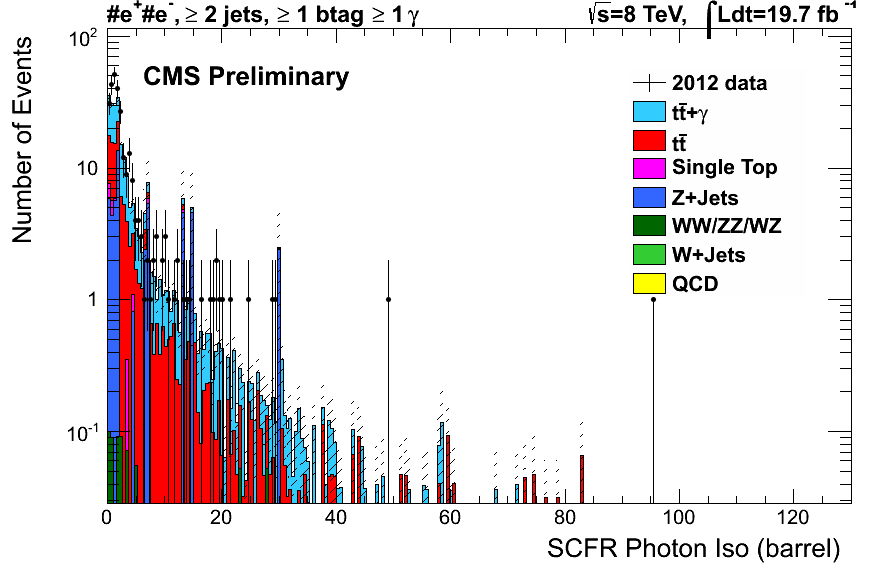 #e⁺#e⁻, ≥ 2 jets, ≥ 1 btag ≥ 1 γ √s=8 TeV, ∫Ldt=19.7 fb⁻¹
CMS Preliminary
2012 data
tt̄+γ
tt̄
Single Top
Z+Jets
WW/ZZ/WZ
W+Jets
QCD
Number of Events
10²
10
1
10⁻¹
0 20 40 60 80 100 120
SCFR Photon Iso (barrel)